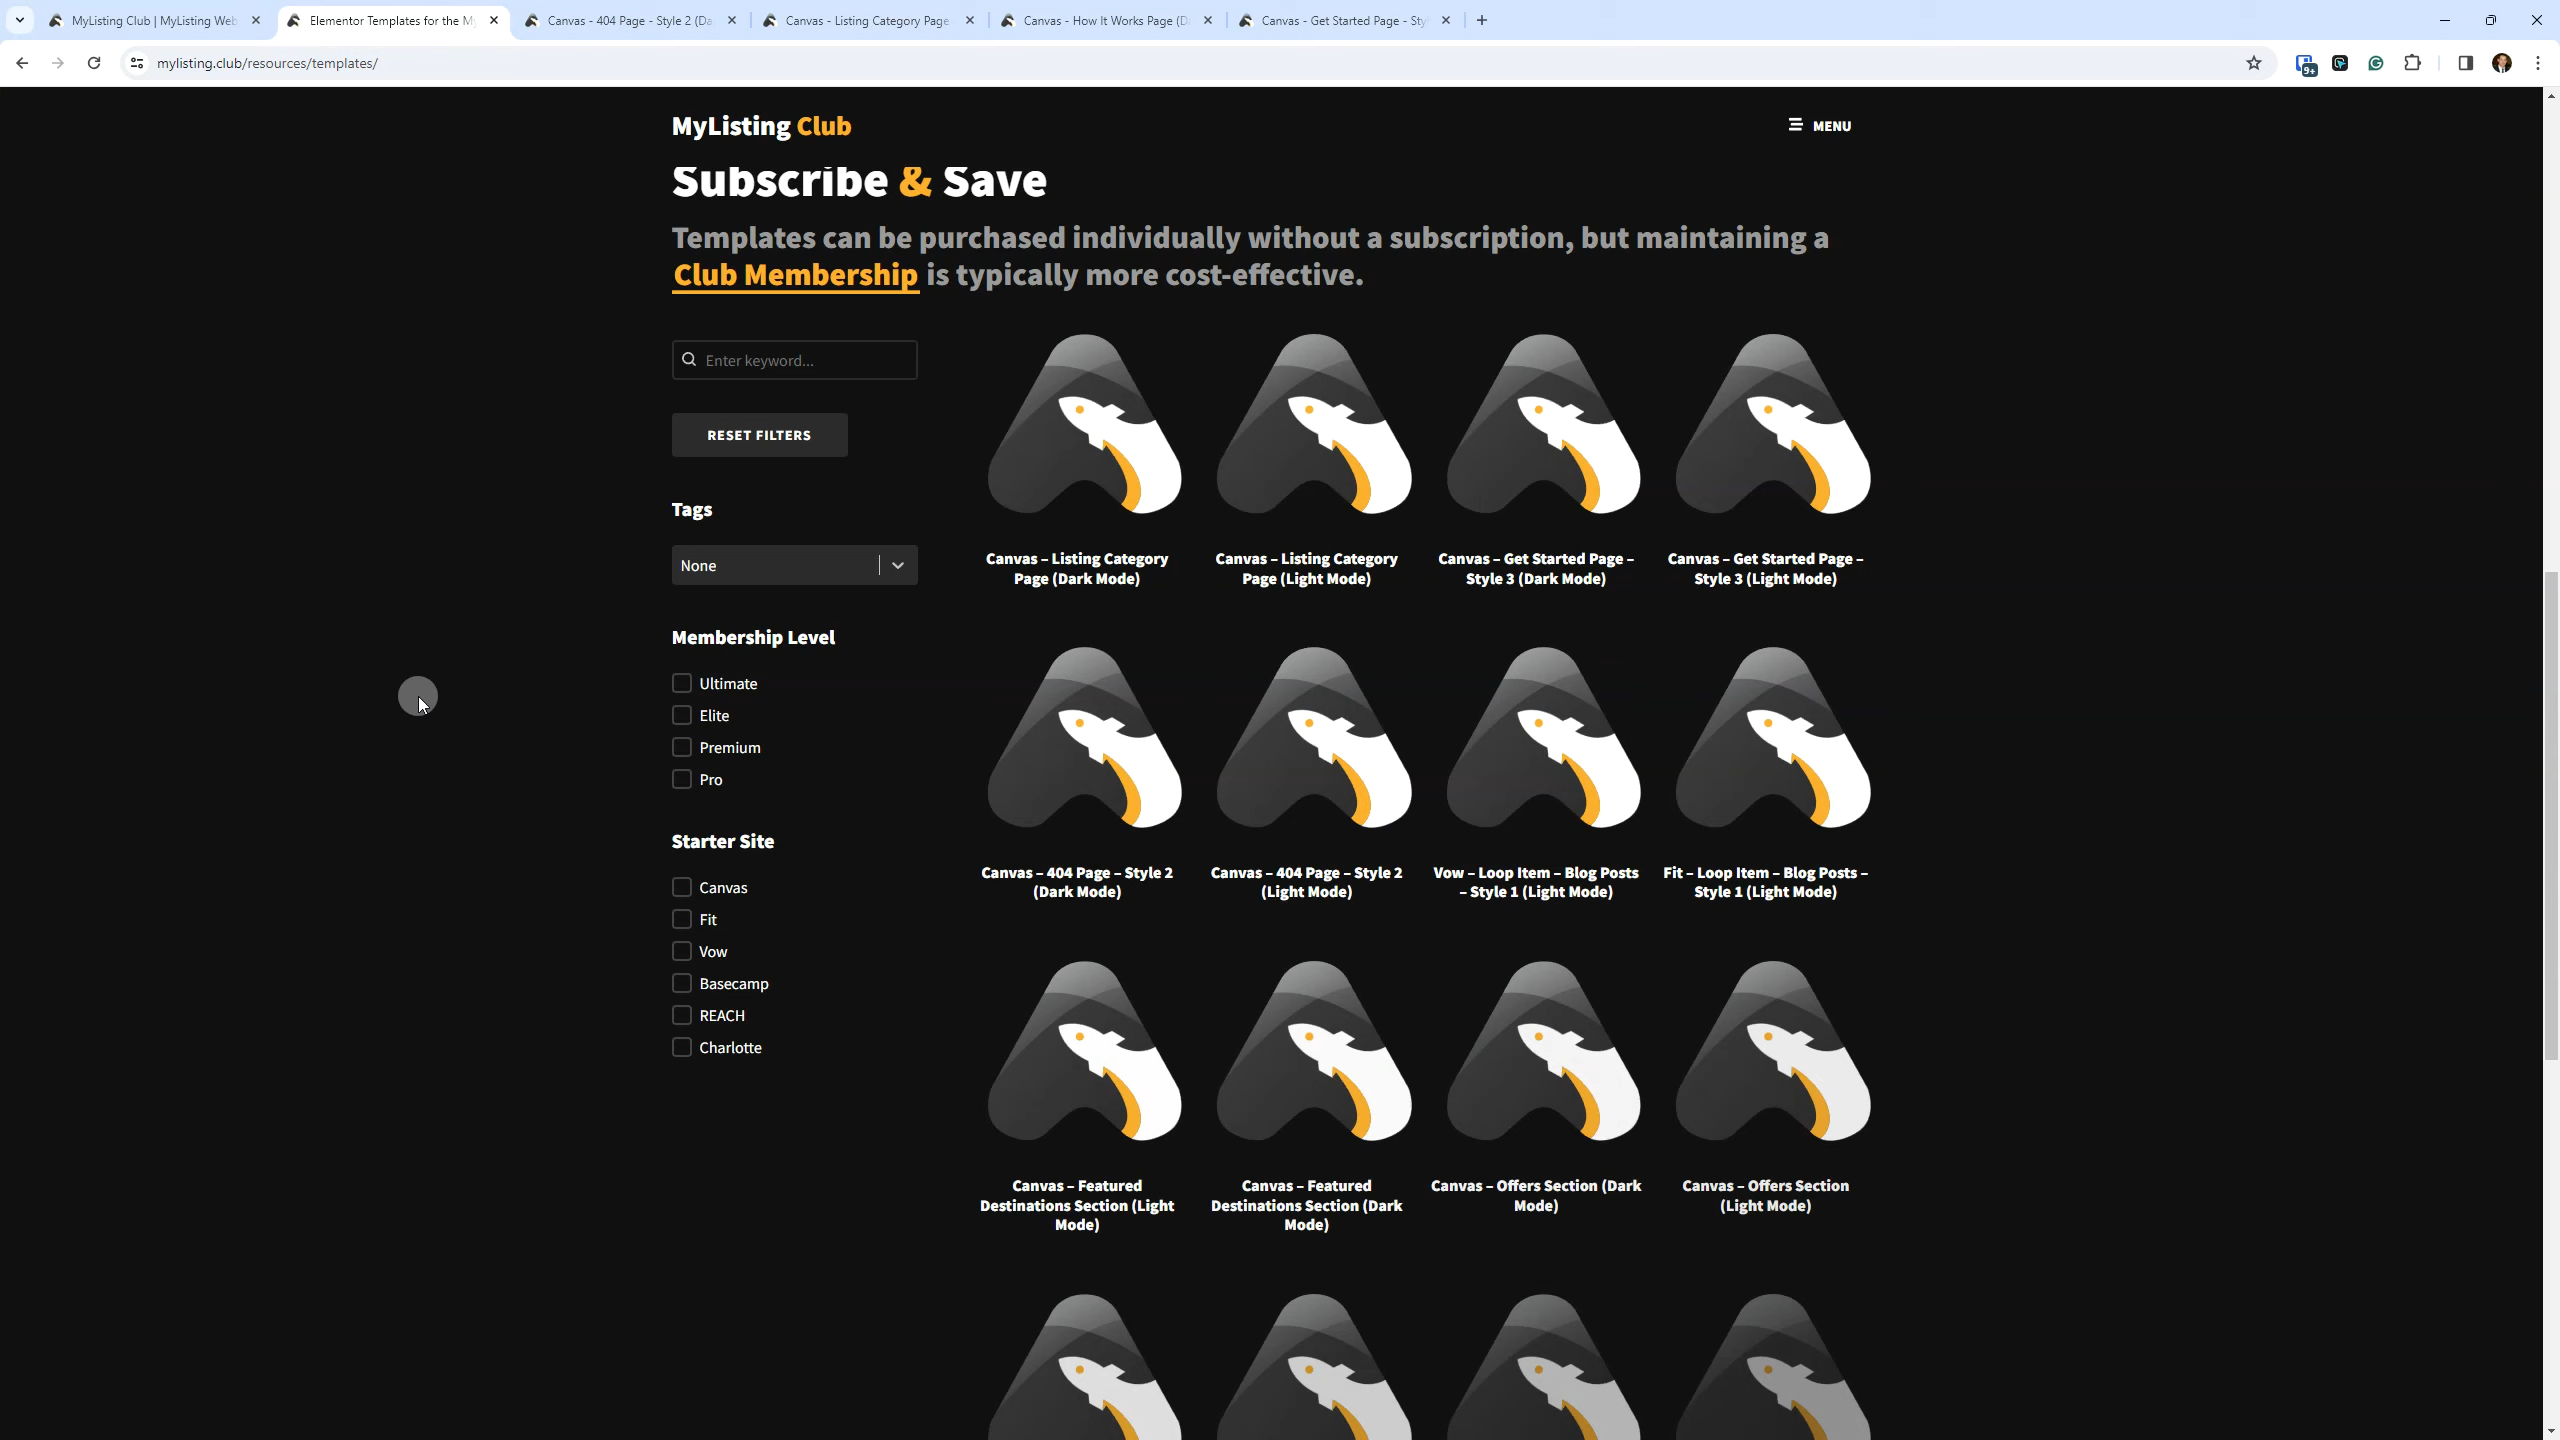 MyListing Club | MyListing Web
Elementor Templates for the My
Canvas - 404 Page - Style 2 (Da
Canvas - Listing Category Page
Canvas - How It Works Page (D
Canvas - Get Started Page - Sty
mylisting.club/resources/templates/
9+
MyListing Club
MENU
Subscribe & Save
Templates can be purchased individually without a subscription, but maintaining a
Club Membership is typically more cost-effective.
Enter keyword...
RESET FILTERS
Tags
None
Membership Level
Ultimate
Elite
Premium
Pro
Starter Site
Canvas
Fit
Vow
Basecamp
REACH
Charlotte
Canvas – Listing Category
Page (Dark Mode)
Canvas – Listing Category
Page (Light Mode)
Canvas – Get Started Page –
Style 3 (Dark Mode)
Canvas – Get Started Page –
Style 3 (Light Mode)
Canvas – 404 Page – Style 2
(Dark Mode)
Canvas – 404 Page – Style 2
(Light Mode)
Vow – Loop Item – Blog Posts
– Style 1 (Light Mode)
Fit – Loop Item – Blog Posts –
Style 1 (Light Mode)
Canvas – Featured
Destinations Section (Light
Mode)
Canvas – Featured
Destinations Section (Dark
Mode)
Canvas – Offers Section (Dark
Mode)
Canvas – Offers Section
(Light Mode)